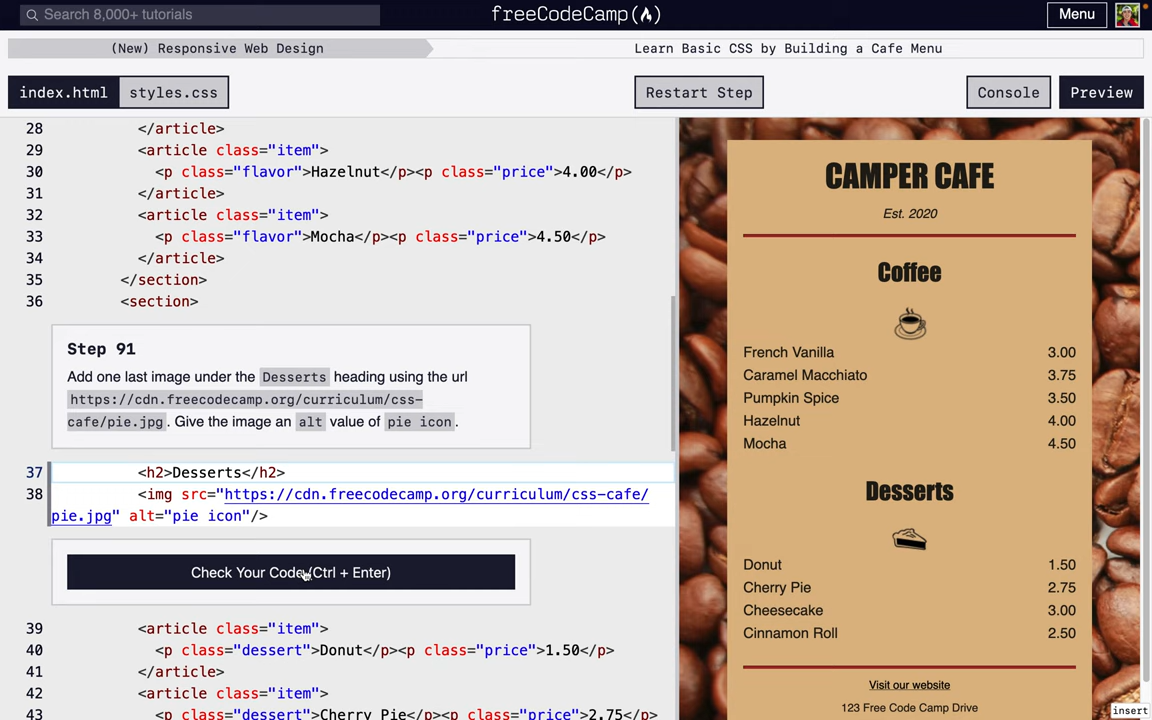 Search 8,000+ tutorials
freeCodeCamp
Menu
(New) Responsive Web Design
Learn Basic CSS by Building a Cafe Menu
index.html
styles.css
Restart Step
Console
Preview
28 </article>
29 <article class="item">
30 <p class="flavor">Hazelnut</p><p class="price">4.00</p>
31 </article>
32 <article class="item">
33 <p class="flavor">Mocha</p><p class="price">4.50</p>
34 </article>
35 </section>
36 <section>
Step 91
Add one last image under the Desserts heading using the url
https://cdn.freecodecamp.org/curriculum/css-
cafe/pie.jpg. Give the image an alt value of pie icon.
37 <h2>Desserts</h2>
38 <img src="https://cdn.freecodecamp.org/curriculum/css-cafe/
pie.jpg" alt="pie icon"/>
Check Your Code (Ctrl + Enter)
39 <article class="item">
40 <p class="dessert">Donut</p><p class="price">1.50</p>
41 </article>
42 <article class="item">
43 <p class="dessert">Cherry Pie</p><p class="price">2.75</p>
CAMPER CAFE
Est. 2020
Coffee
French Vanilla 3.00
Caramel Macchiato 3.75
Pumpkin Spice 3.50
Hazelnut 4.00
Mocha 4.50
Desserts
Donut 1.50
Cherry Pie 2.75
Cheesecake 3.00
Cinnamon Roll 2.50
Visit our website
123 Free Code Camp Drive
insert